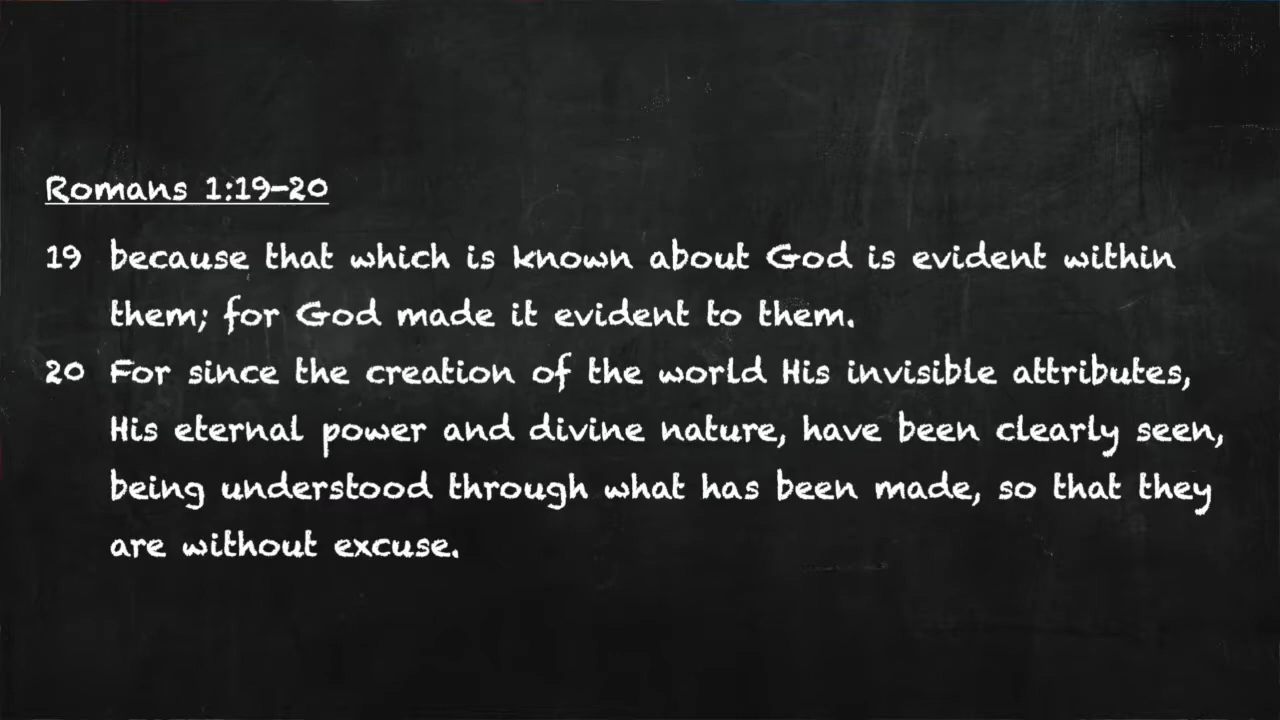 Romans 1:19–20
19 because that which is known about God is evident within
them; for God made it evident to them.
20 For since the creation of the world His invisible attributes,
His eternal power and divine nature, have been clearly seen,
being understood through what has been made, so that they
are without excuse.